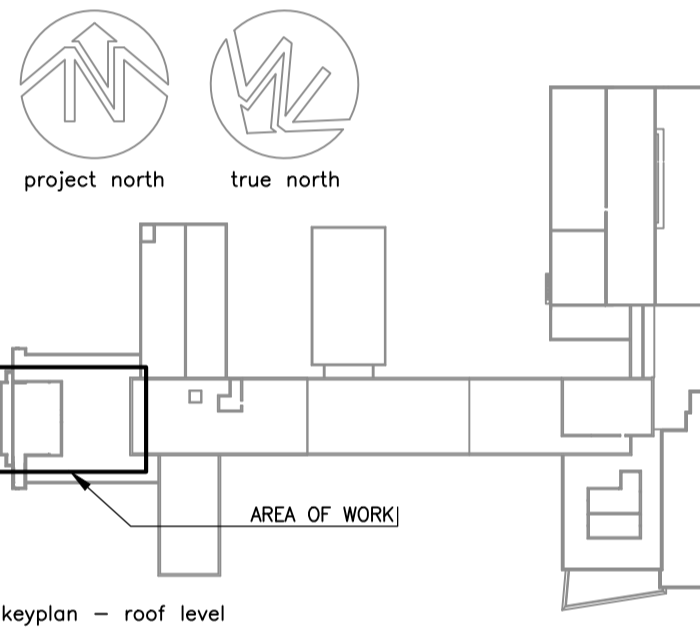 N
N
project north
true north
AREA OF WORK
keyplan – roof level